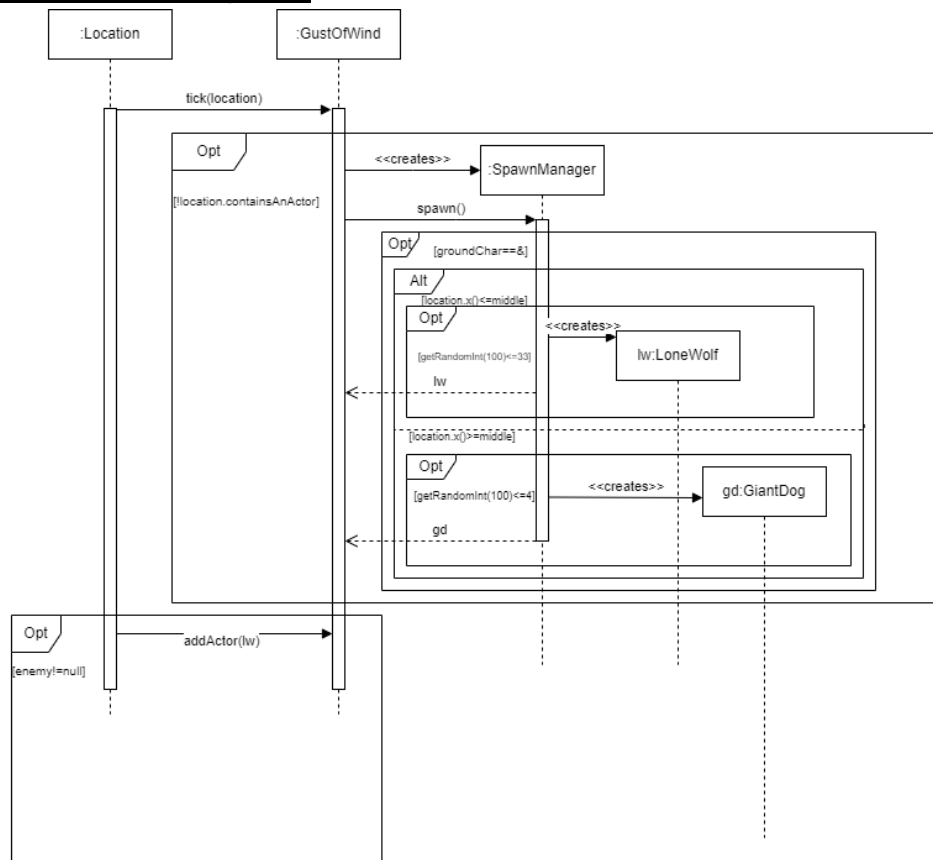 :Location
:GustOfWind
tick(location)
Opt
<<creates>>
:SpawnManager
[!location.containsAnActor]
spawn()
Opt
[groundChar==&]
Alt
[location.x()<=middle]
Opt
<<creates>>
[getRandomInt(100)<=33]
lw:LoneWolf
lw
[location.x()>=middle]
Opt
<<creates>>
gd:GiantDog
[getRandomInt(100)<=4]
gd
Opt
addActor(lw)
[enemy!=null]